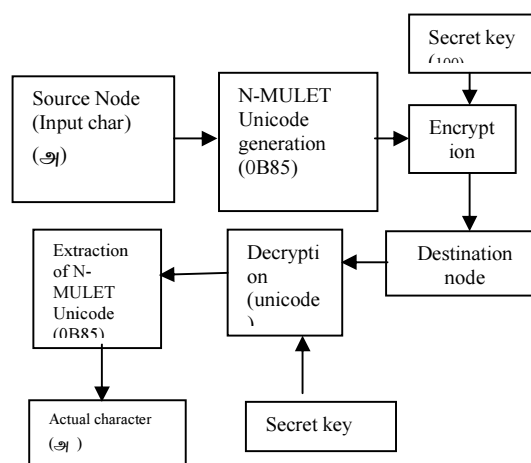 Secret key
(100)
Source Node
(Input char)
(அ)
N-MULET
Unicode
generation
(0B85)
Encrypt
ion
Extraction
of N-
MULET
Unicode
(0B85)
Decrypti
on
(unicode
)
Destination
node
Actual character
(அ )
Secret key